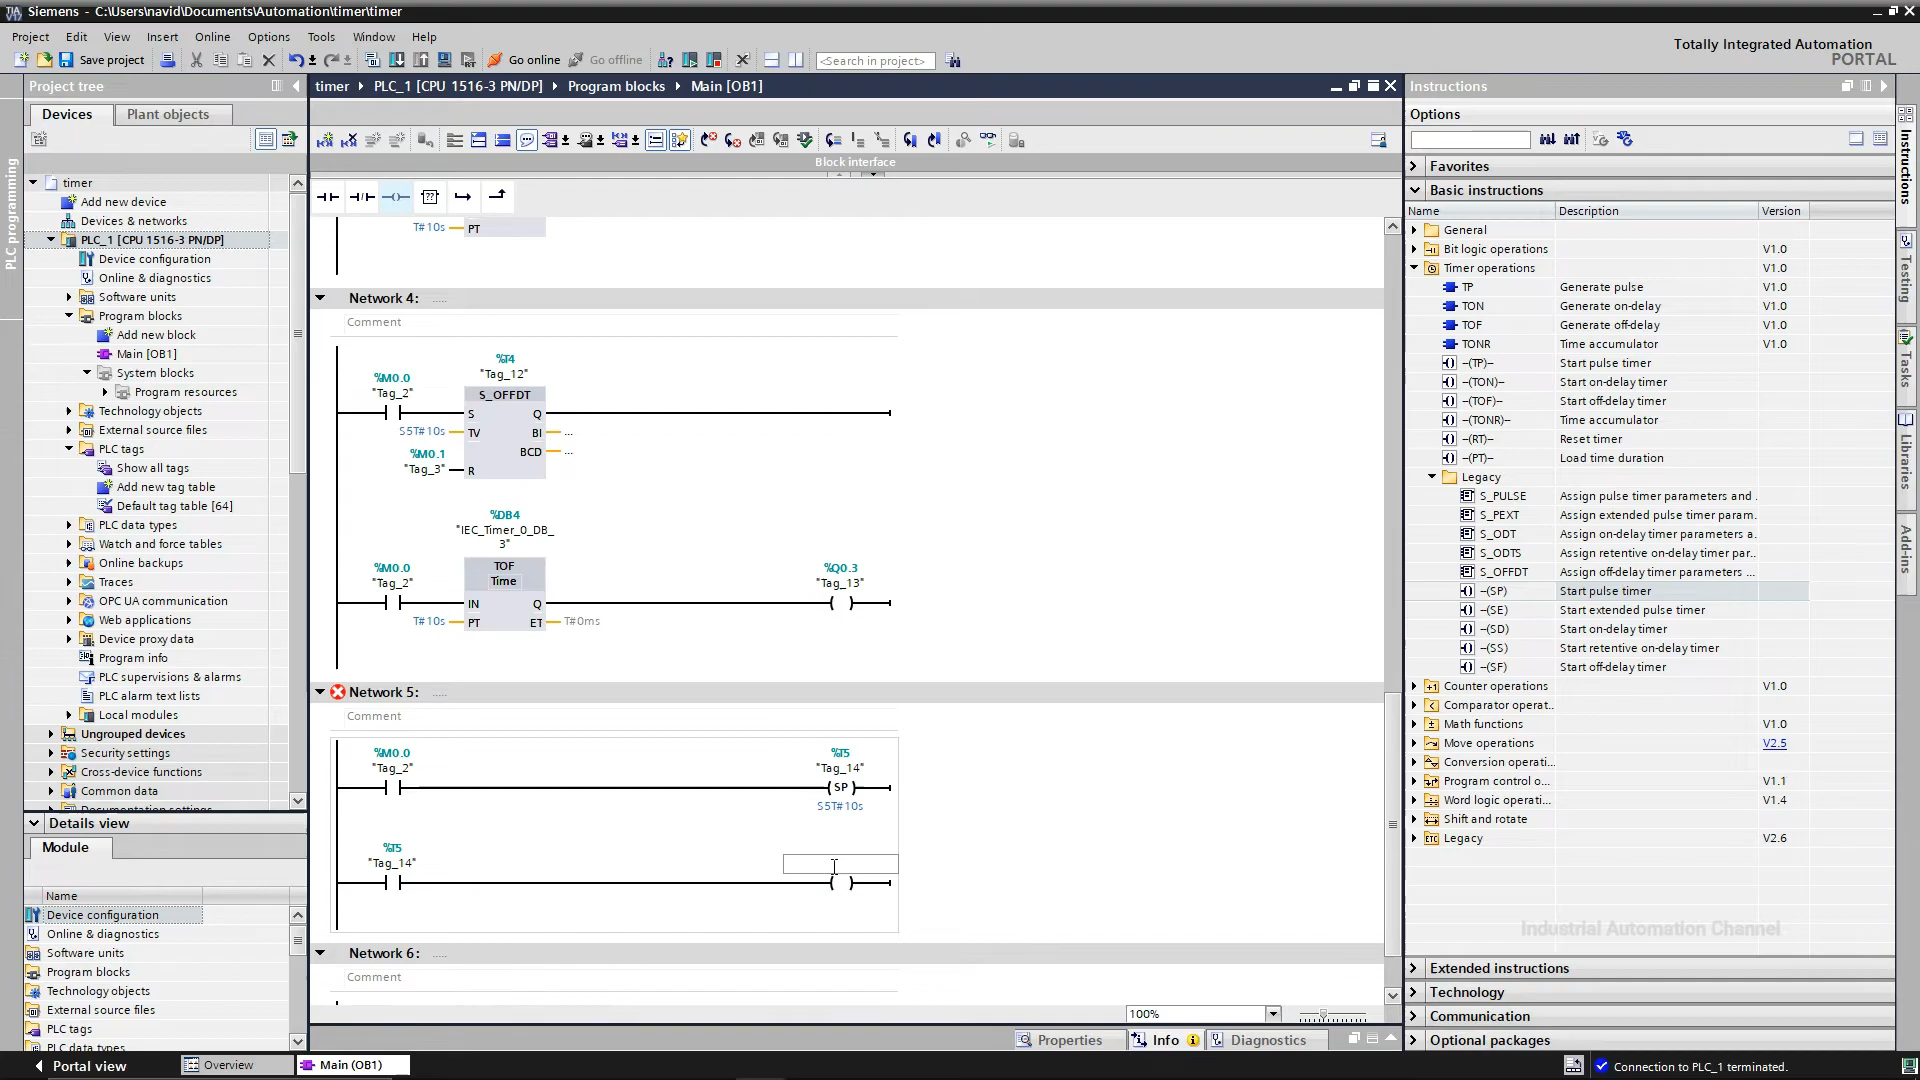 Siemens - C:\Users\navid\Documents\Automation\timer\timer
Project Edit View Insert Online Options Tools Window Help
Totally Integrated Automation
PORTAL
Save project
Go online
Go offline
<Search in project>
Project tree
Devices
Plant objects
timer
Add new device
Devices & networks
PLC_1 [CPU 1516-3 PN/DP]
Device configuration
Online & diagnostics
Software units
Program blocks
Add new block
Main [OB1]
System blocks
Program resources
Technology objects
External source files
PLC tags
Show all tags
Add new tag table
Default tag table [64]
PLC data types
Watch and force tables
Online backups
Traces
OPC UA communication
Web applications
Device proxy data
Program info
PLC supervisions & alarms
PLC alarm text lists
Local modules
Ungrouped devices
Security settings
Cross-device functions
Common data
Documentation settings
Details view
Module
Name
Device configuration
Online & diagnostics
Software units
Program blocks
Technology objects
External source files
PLC tags
PLC data types
PLC programming
timer PLC_1 [CPU 1516-3 PN/DP] Program blocks Main [OB1]
Block interface
T#10s PT
Network 4: .....
Comment
%T4
"Tag_12"
%M0.0
"Tag_2"
S_OFFDT
S Q
S5T#10s TV BI ...
%M0.1 BCD ...
"Tag_3" R
%DB4
"IEC_Timer_0_DB_
3"
%M0.0
"Tag_2"
TOF
Time
%Q0.3
"Tag_13"
IN Q
T#10s PT ET T#0ms
Network 5: .....
Comment
%M0.0
"Tag_2"
%T5
"Tag_14"
SP
S5T#10s
%T5
"Tag_14"
Network 6: .....
Comment
100%
Properties
Info
Diagnostics
Instructions
Options
Favorites
Basic instructions
Name Description Version
General
Bit logic operations V1.0
Timer operations V1.0
TP Generate pulse V1.0
TON Generate on-delay V1.0
TOF Generate off-delay V1.0
TONR Time accumulator V1.0
-(TP)- Start pulse timer
-(TON)- Start on-delay timer
-(TOF)- Start off-delay timer
-(TONR)- Time accumulator
-(RT)- Reset timer
-(PT)- Load time duration
Legacy
S_PULSE Assign pulse timer parameters and .
S_PEXT Assign extended pulse timer param.
S_ODT Assign on-delay timer parameters a.
S_ODTS Assign retentive on-delay timer par..
S_OFFDT Assign off-delay timer parameters ...
-(SP) Start pulse timer
-(SE) Start extended pulse timer
-(SD) Start on-delay timer
-(SS) Start retentive on-delay timer
-(SF) Start off-delay timer
Counter operations V1.0
Comparator operat..
Math functions V1.0
Move operations V2.5
Conversion operati...
Program control o... V1.1
Word logic operati... V1.4
Shift and rotate
Legacy V2.6
Industrial Automation Channel
Extended instructions
Technology
Communication
Optional packages
Instructions
Testing
Tasks
Libraries
Add-ins
Portal view
Overview
Main (OB1)
Connection to PLC_1 terminated.